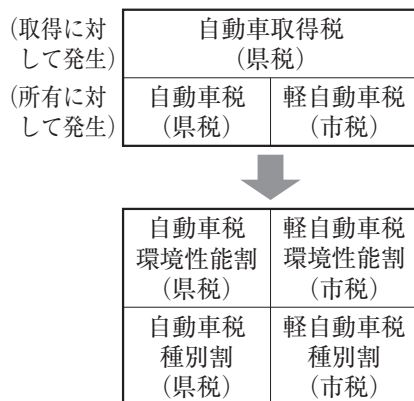 (取得に対
して発生)
自動車取得税
(県税)
(所有に対
して発生)
自動車税
(県税)
軽自動車税
(市税)
自動車税
環境性能割
(県税)
軽自動車税
環境性能割
(市税)
自動車税
種別割
(県税)
軽自動車税
種別割
(市税)